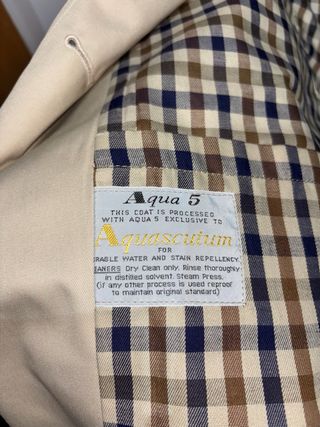 Aqua 5
THIS COAT IS PROCESSED
WITH AQUA 5 EXCLUSIVE TO
Aquascutum
FOR
RABLE WATER AND STAIN REPELLENCY.
EANERS Dry Clean only, Rinse thoroughly
in distilled solvent. Steam Press.
(if any other process is used reproof
to maintain original standard)